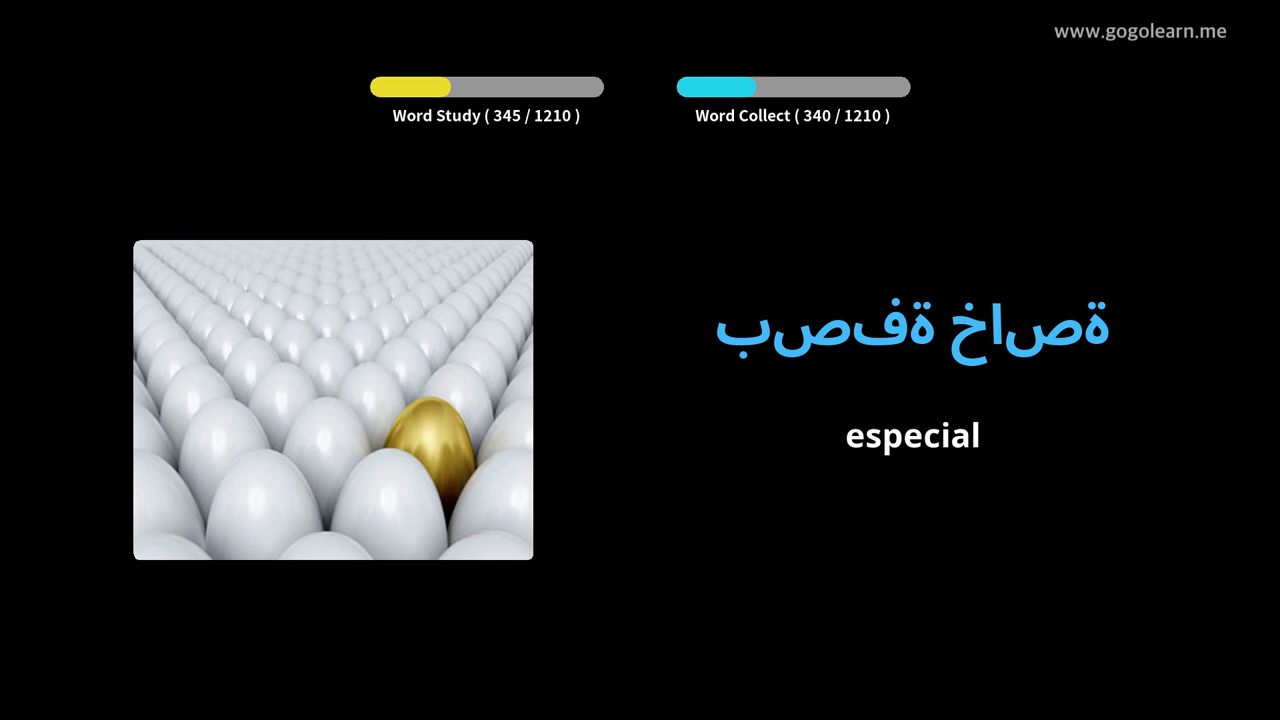 www.gogolearn.me
Word Study ( 345 / 1210 )
Word Collect ( 340 / 1210 )
بصفة خاصة
especial